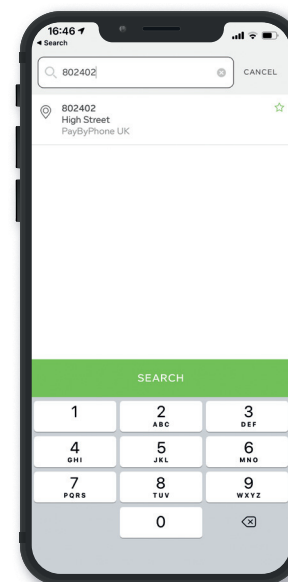 16:46
Search
802402
CANCEL
802402
High Street
PayByPhone UK
SEARCH
1
2
3
ABC
DEF
4
5
6
GHI
JKL
MNO
7
8
9
PQRS
TUV
WXYZ
0